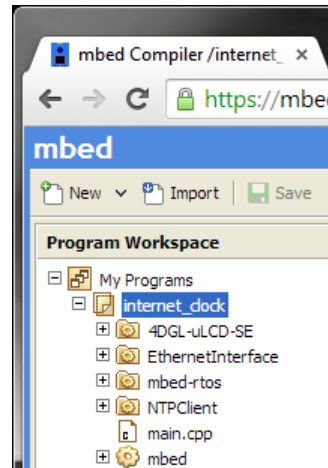 mbed Compiler /internet_
https://mbed
mbed
New Import Save
Program Workspace
My Programs
internet_clock
4DGL-uLCD-SE
EthernetInterface
mbed-rtos
NTPClient
main.cpp
mbed